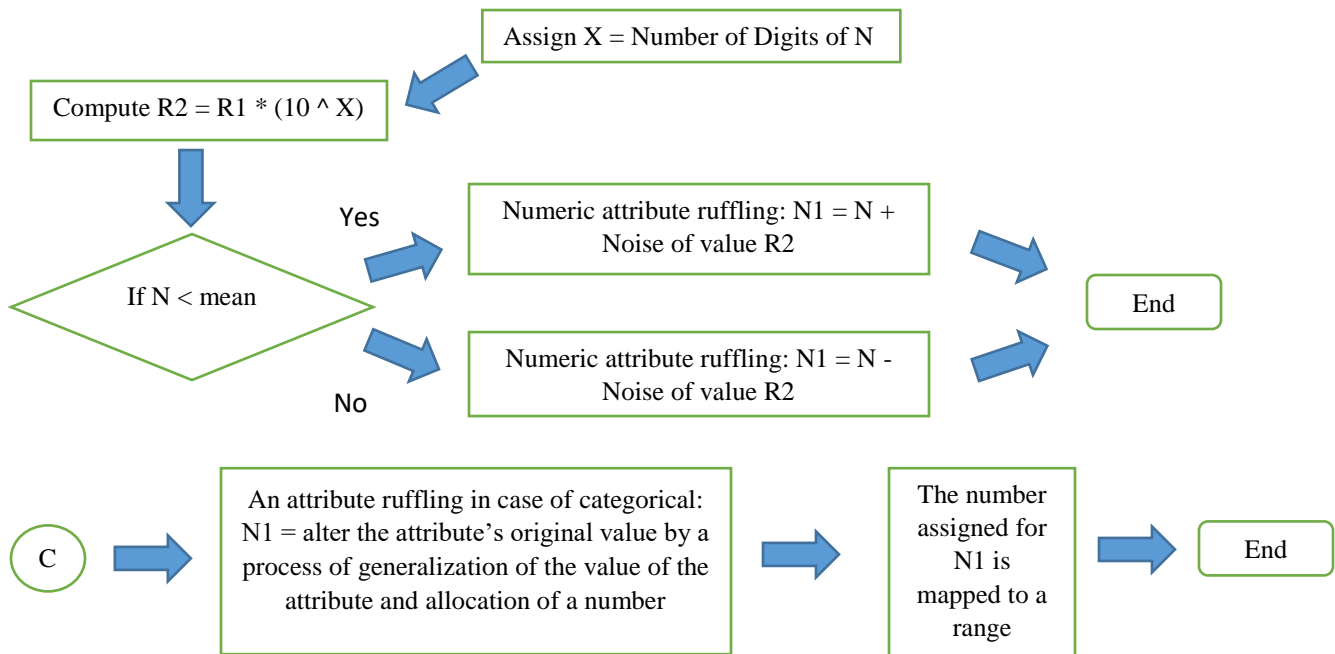 Assign X = Number of Digits of N
Compute R2 = R1 * (10 ^ X)
If N < mean
Yes
Numeric attribute ruffling: N1 = N +
Noise of value R2
No
Numeric attribute ruffling: N1 = N -
Noise of value R2
End
C
An attribute ruffling in case of categorical:
N1 = alter the attribute’s original value by a
process of generalization of the value of the
attribute and allocation of a number
The number
assigned for
N1 is
mapped to a
range
End